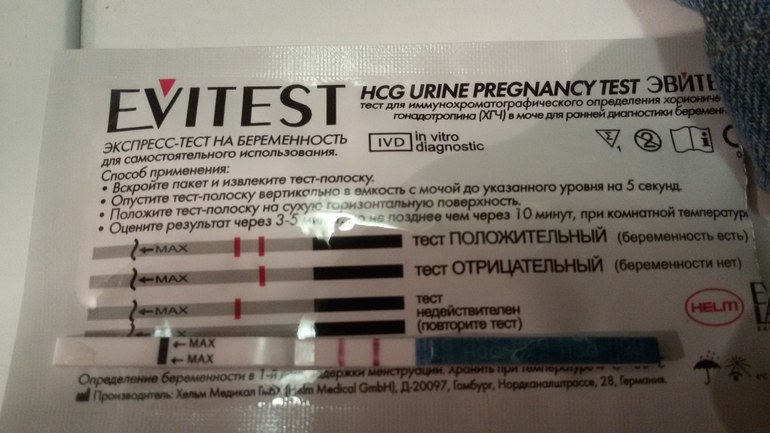 EVITEST
HCG URINE PREGNANCY TEST ЭВИТЕ
тест для иммунохроматографического определения хориониче
гонадотропина (ХГЧ) в моче для ранней диагностики беремен
ЭКСПРЕСС-ТЕСТ НА БЕРЕМЕННОСТЬ
для самостоятельного использования.
IVD in vitro
diagnostic
Способ применения:
• Вскройте пакет и извлеките тест-полоску.
• Опустите тест-полоску вертикально в емкость с мочой до указанного уровня на 5 секунд.
• Положите тест-полоску на сухую горизонтальную поверхность.
• Оцените результат через 3-5 не позднее чем через 10 минут, при комнатной температур
←MAX тест ПОЛОЖИТЕЛЬНЫЙ (беременность есть)
←MAX тест ОТРИЦАТЕЛЬНЫЙ (беременности нет)
←MAX тест
недействителен
(повторите тест)
HELM
← MAX
← MAX
Определение беременности в 1-й менструации. Хранить при
Производитель: Хельм Медикал ГмбХ (Helm Medical GmbH), Д-20097, Гамбург, Нордканалштрассе, 28, Германия.